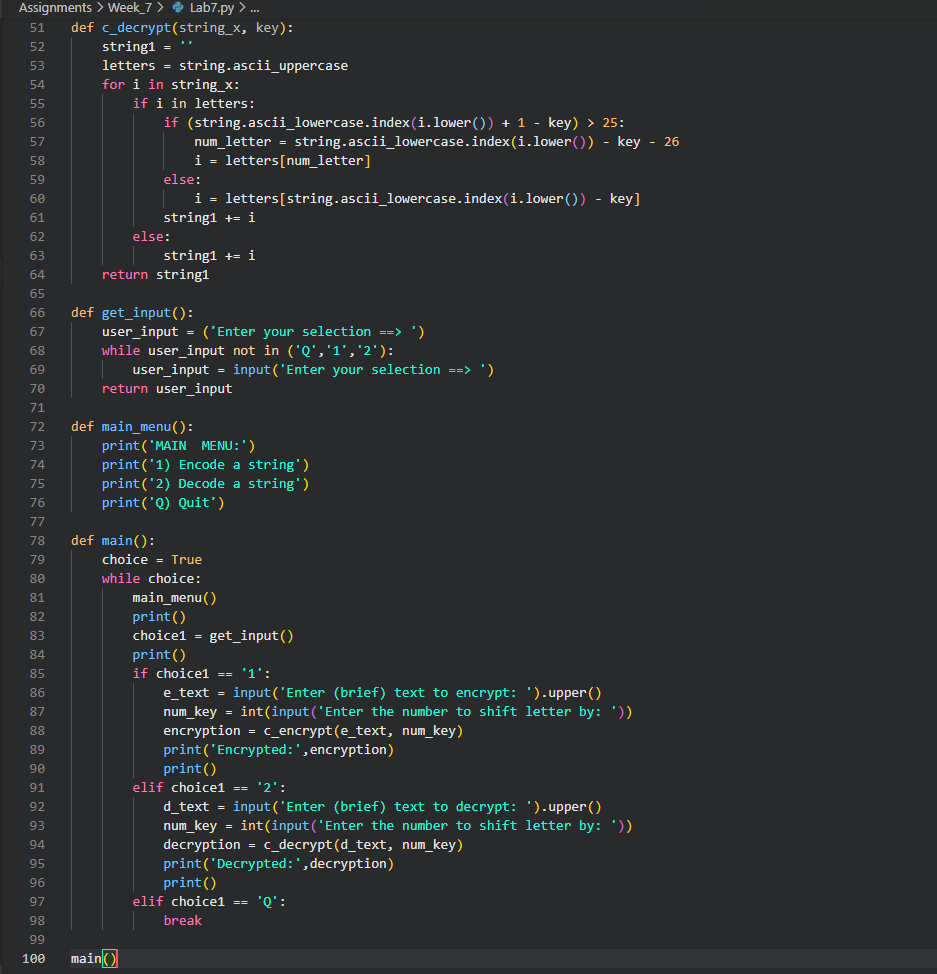 Assignments > Week_7 > Lab7.py > ...
51 def c_decrypt(string_x, key):
52     string1 = ''
53     letters = string.ascii_uppercase
54     for i in string_x:
55         if i in letters:
56             if (string.ascii_lowercase.index(i.lower()) + 1 - key) > 25:
57                 num_letter = string.ascii_lowercase.index(i.lower()) - key - 26
58                 i = letters[num_letter]
59             else:
60                 i = letters[string.ascii_lowercase.index(i.lower()) - key]
61             string1 += i
62         else:
63             string1 += i
64     return string1
65
66 def get_input():
67     user_input = ('Enter your selection ==> ')
68     while user_input not in ('Q','1','2'):
69         user_input = input('Enter your selection ==> ')
70     return user_input
71
72 def main_menu():
73     print('MAIN  MENU:')
74     print('1) Encode a string')
75     print('2) Decode a string')
76     print('Q) Quit')
77
78 def main():
79     choice = True
80     while choice:
81         main_menu()
82         print()
83         choice1 = get_input()
84         print()
85         if choice1 == '1':
86             e_text = input('Enter (brief) text to encrypt: ').upper()
87             num_key = int(input('Enter the number to shift letter by: '))
88             encryption = c_encrypt(e_text, num_key)
89             print('Encrypted:',encryption)
90             print()
91         elif choice1 == '2':
92             d_text = input('Enter (brief) text to decrypt: ').upper()
93             num_key = int(input('Enter the number to shift letter by: '))
94             decryption = c_decrypt(d_text, num_key)
95             print('Decrypted:',decryption)
96             print()
97         elif choice1 == 'Q':
98             break
99
100 main()